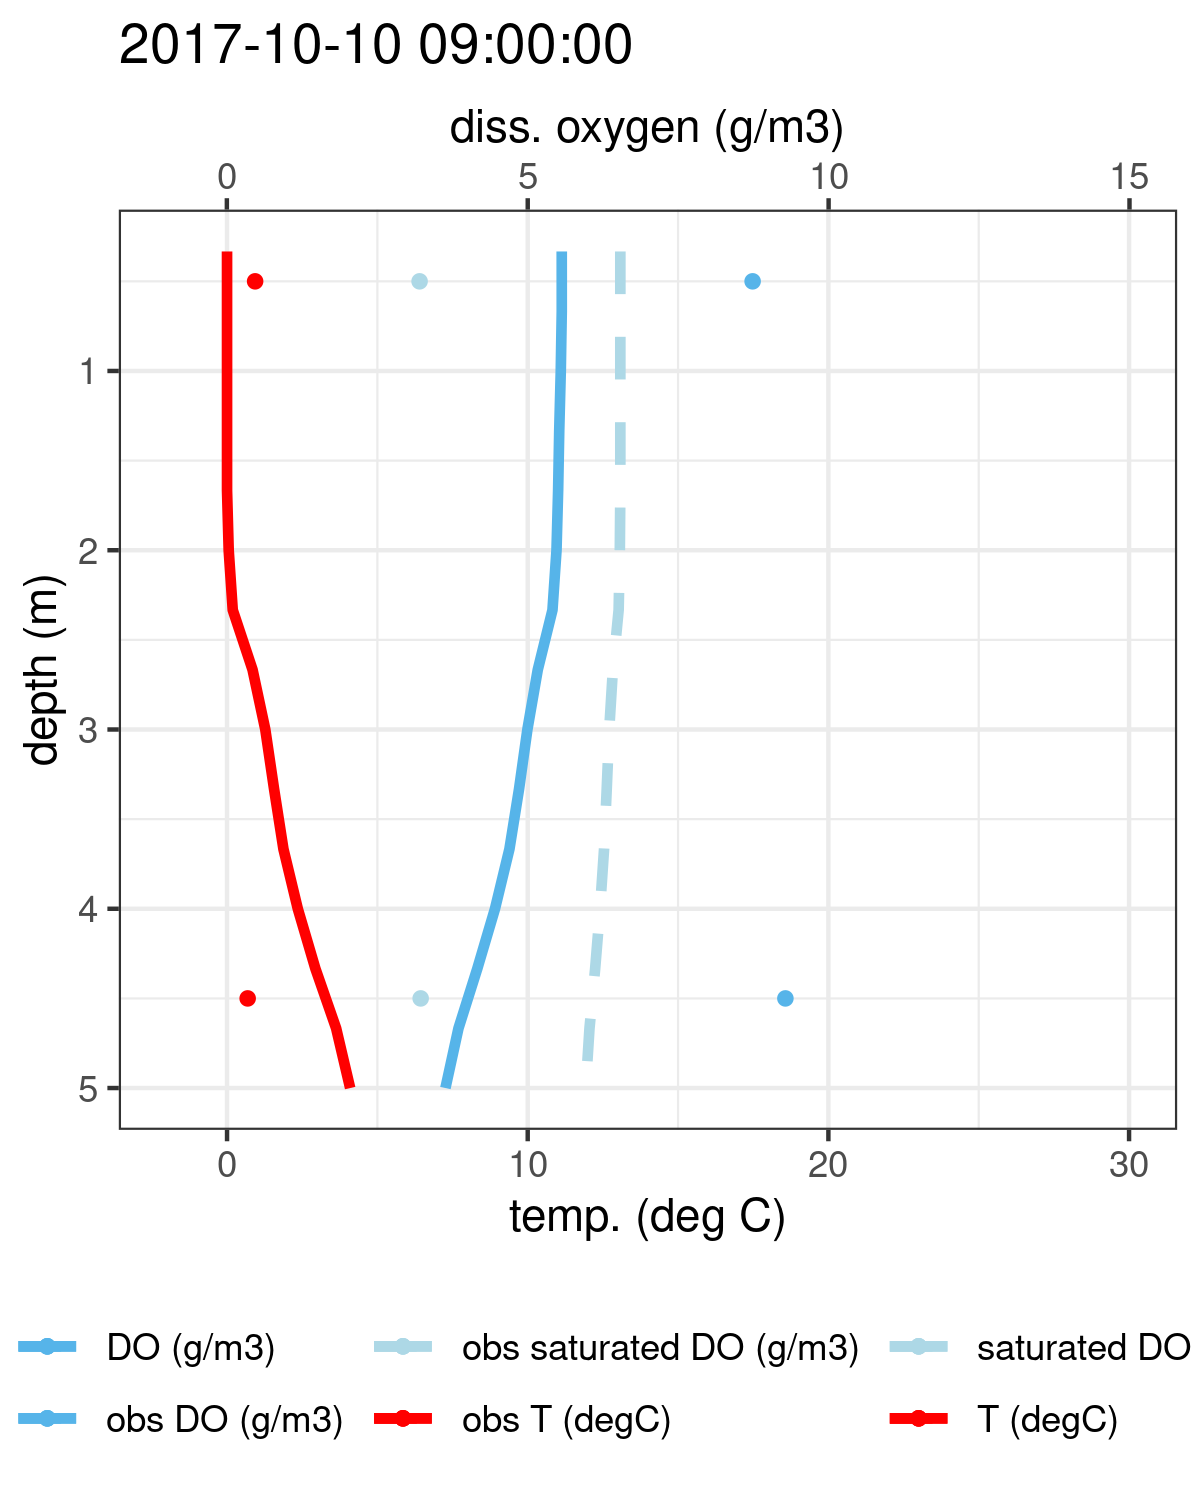 2017-10-10 09:00:00
diss. oxygen (g/m3)
0 5 10 15
1
2
3
4
5
depth (m)
0 10 20 30
temp. (deg C)
DO (g/m3) obs saturated DO (g/m3) saturated DO
obs DO (g/m3) obs T (degC) T (degC)